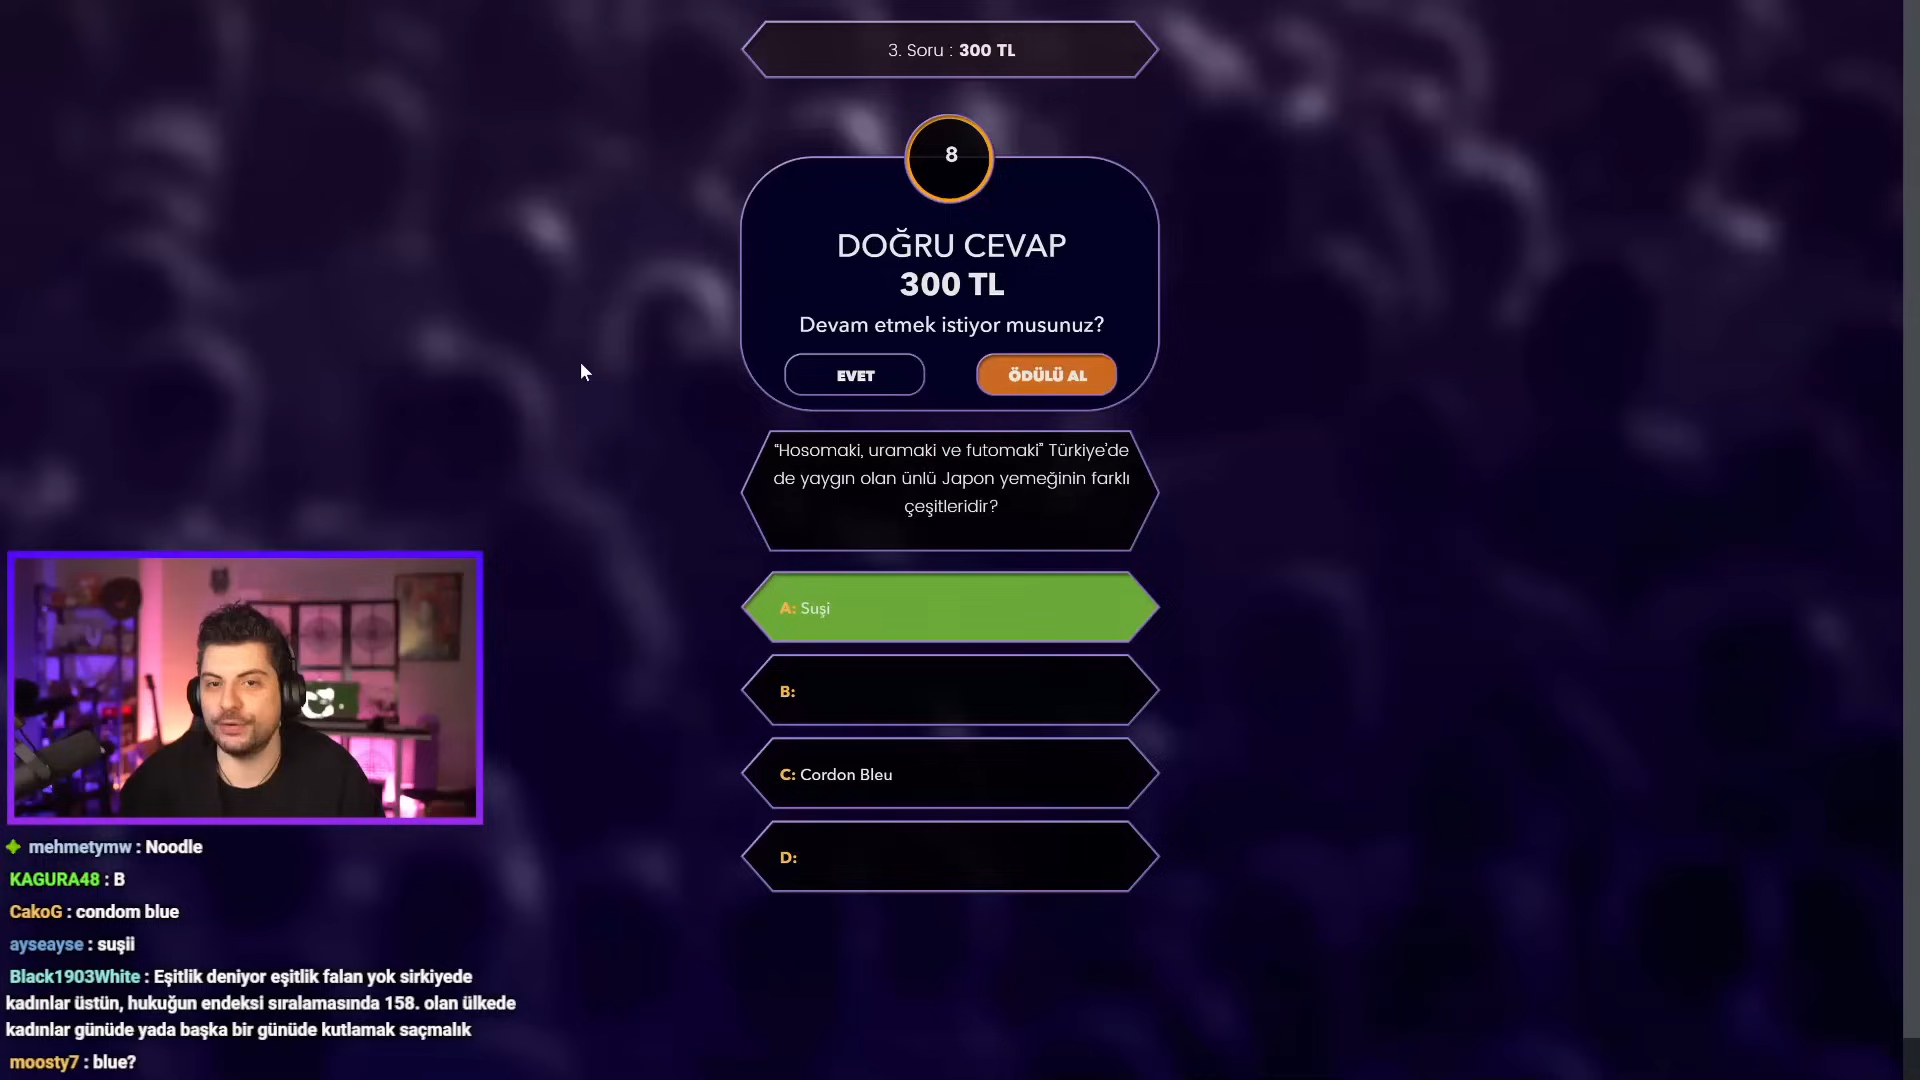 3. Soru : 300 TL
8
DOĞRU CEVAP
300 TL
Devam etmek istiyor musunuz?
EVET
ÖDÜLÜ AL
“Hosomaki, uramaki ve futomaki” Türkiye'de
de yaygın olan ünlü Japon yemeğinin farklı
çeşitleridir?
A: Suşi
B:
C: Cordon Bleu
D:
mehmetymw : Noodle
KAGURA48 : B
CakoG : condom blue
ayseayse : suşii
Black1903White : Eşitlik deniyor eşitlik falan yok sirkiyede
kadınlar üstün, hukuğun endeksi sıralamasında 158. olan ülkede
kadınlar günüde yada başka bir günüde kutlamak saçmalık
moosty7 : blue?